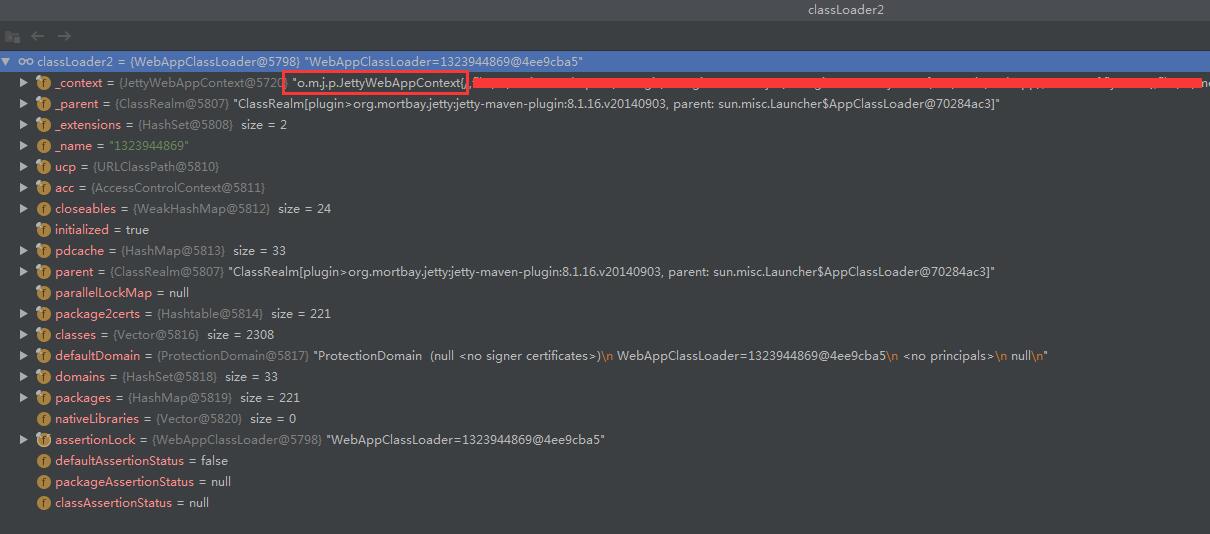 classLoader2
classLoader2 = {WebAppClassLoader@5798} "WebAppClassLoader=1323944869@4ee9cba5"
_context = {JettyWebAppContext@5720} "o.m.j.p.JettyWebAppContext{
_parent = {ClassRealm@5807} "ClassRealm[plugin>org.mortbay.jetty:jetty-maven-plugin:8.1.16.v20140903, parent: sun.misc.Launcher$AppClassLoader@70284ac3]"
_extensions = {HashSet@5808} size = 2
_name = "1323944869"
ucp = {URLClassPath@5810}
acc = {AccessControlContext@5811}
closeables = {WeakHashMap@5812} size = 24
initialized = true
pdcache = {HashMap@5813} size = 33
parent = {ClassRealm@5807} "ClassRealm[plugin>org.mortbay.jetty:jetty-maven-plugin:8.1.16.v20140903, parent: sun.misc.Launcher$AppClassLoader@70284ac3]"
parallelLockMap = null
package2certs = {Hashtable@5814} size = 221
classes = {Vector@5816} size = 2308
defaultDomain = {ProtectionDomain@5817} "ProtectionDomain (null <no signer certificates>)\n WebAppClassLoader=1323944869@4ee9cba5\n <no principals>\n null\n"
domains = {HashSet@5818} size = 33
packages = {HashMap@5819} size = 221
nativeLibraries = {Vector@5820} size = 0
assertionLock = {WebAppClassLoader@5798} "WebAppClassLoader=1323944869@4ee9cba5"
defaultAssertionStatus = false
packageAssertionStatus = null
classAssertionStatus = null